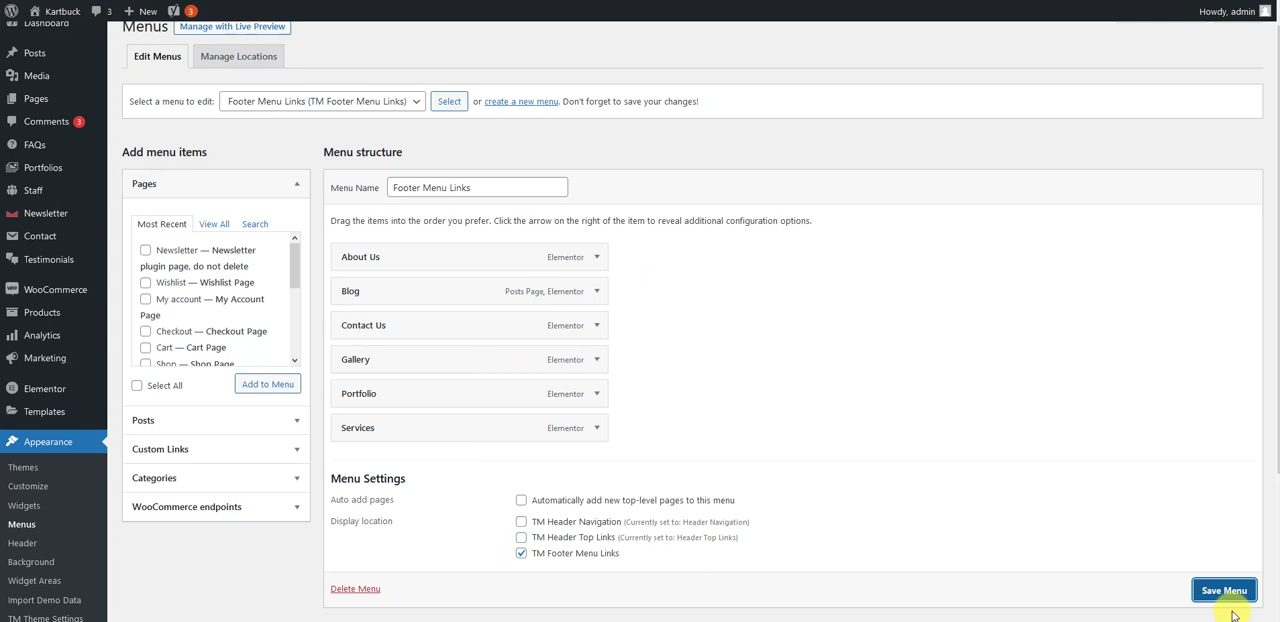 Kartbuck 3 New 3 Howdy, admin
Dashboard
Posts
Media
Pages
Comments 3
FAQs
Portfolios
Staff
Newsletter
Contact
Testimonials
WooCommerce
Products
Analytics
Marketing
Elementor
Templates
Appearance
Themes
Customize
Widgets
Menus
Header
Background
Widget Areas
Import Demo Data
TM Theme Settings
Menus Manage with Live Preview
Edit Menus Manage Locations
Select a menu to edit: Footer Menu Links (TM Footer Menu Links) Select or create a new menu. Don't forget to save your changes!
Add menu items
Pages
Most Recent View All Search
Newsletter — Newsletter
plugin page, do not delete
Wishlist — Wishlist Page
My account — My Account
Page
Checkout — Checkout Page
Cart — Cart Page
Shop — Shop Page
Select All Add to Menu
Posts
Custom Links
Categories
WooCommerce endpoints
Menu structure
Menu Name Footer Menu Links
Drag the items into the order you prefer. Click the arrow on the right of the item to reveal additional configuration options.
About Us Elementor
Blog Posts Page, Elementor
Contact Us Elementor
Gallery Elementor
Portfolio Elementor
Services Elementor
Menu Settings
Auto add pages Automatically add new top-level pages to this menu
Display location TM Header Navigation (Currently set to: Header Navigation)
TM Header Top Links (Currently set to: Header Top Links)
TM Footer Menu Links
Delete Menu Save Menu